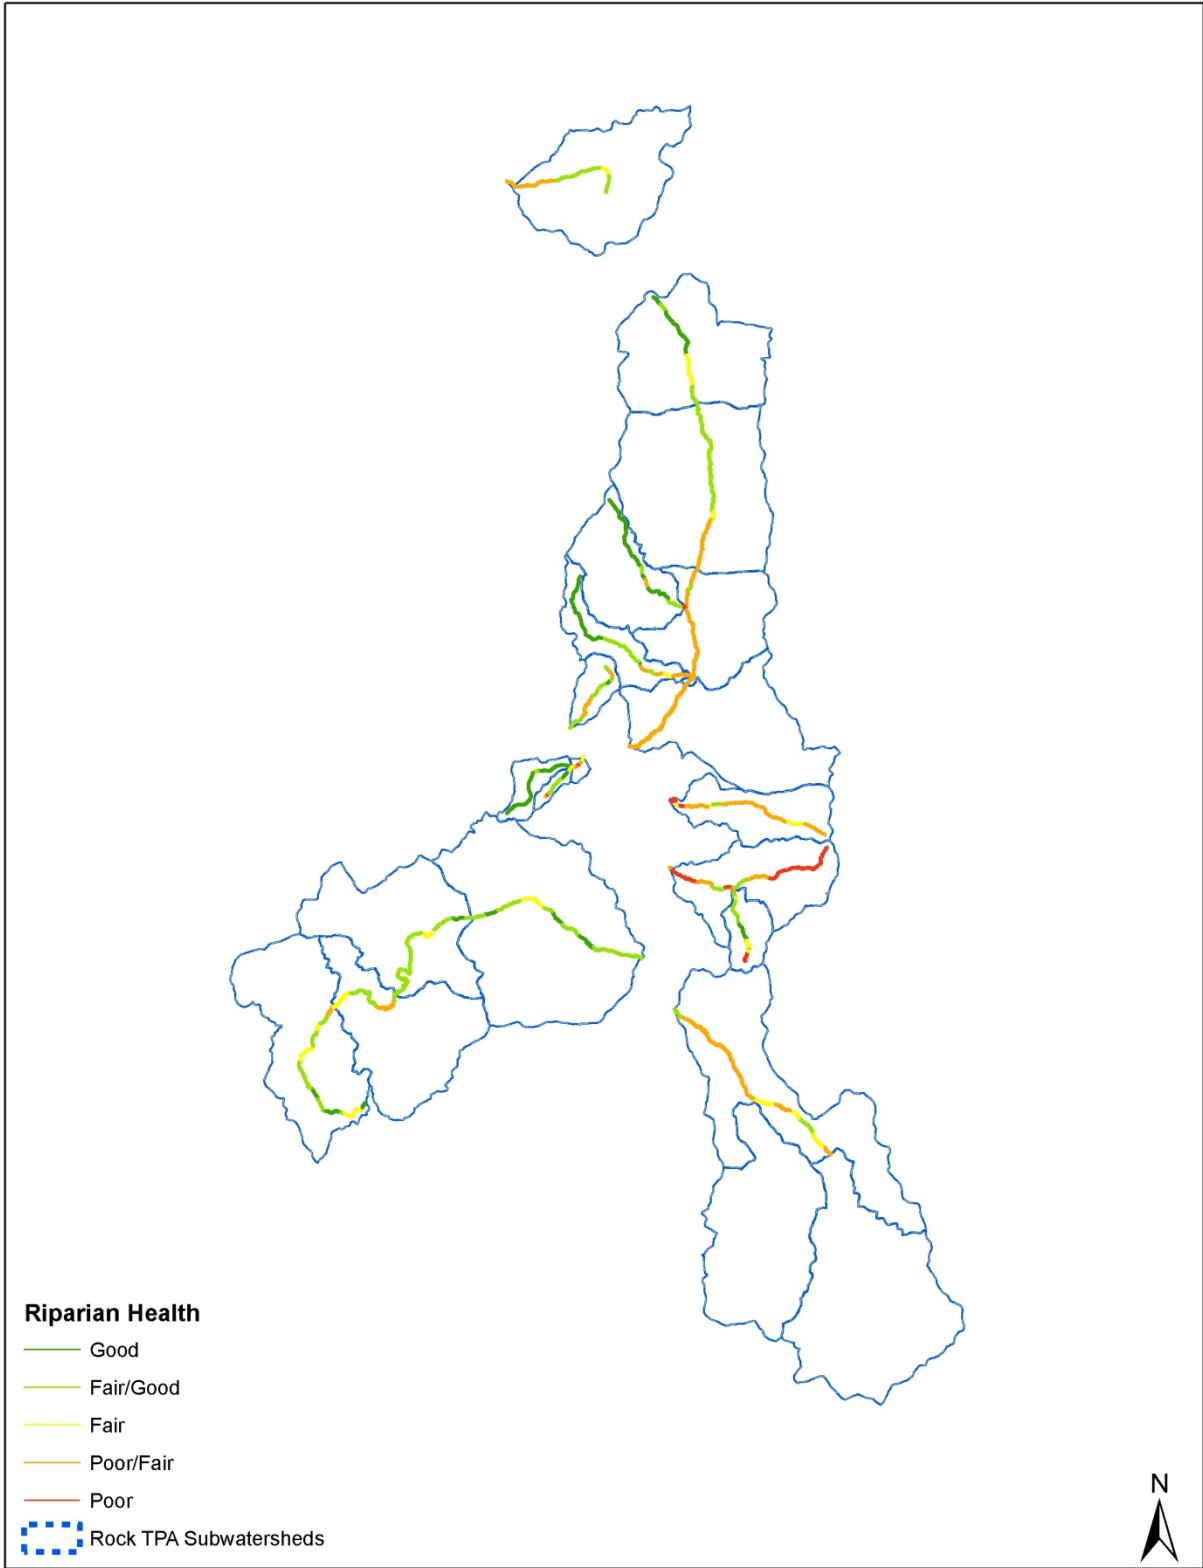 Riparian Health
Good
Fair/Good
Fair
Poor/Fair
Poor
Rock TPA Subwatersheds
N